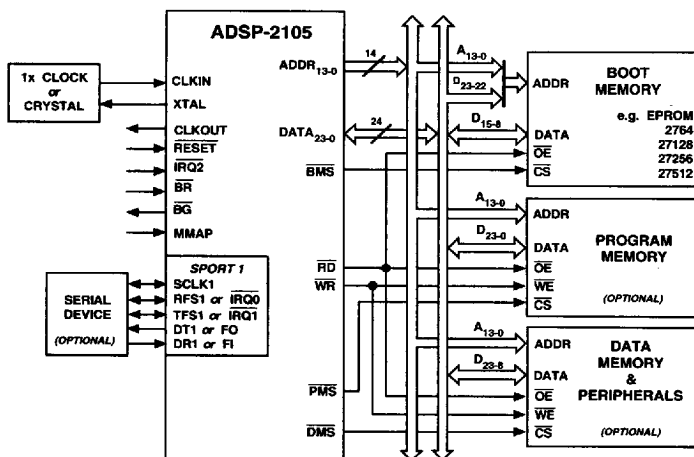 ADSP-2105
1x CLOCK
or
CRYSTAL
CLKIN
XTAL
CLKOUT
RESET
IRQ2
BR
BG
MMAP
SPORT 1
SCLK1
RFS1 or IRQ0
TFS1 or IRQ1
DT1 or FO
DR1 or FI
SERIAL
DEVICE
(OPTIONAL)
ADDR13-0
14
DATA23-0
24
BMS
RD
WR
PMS
DMS
A13-0
D23-22
D15-8
ADDR
DATA
OE
CS
BOOT
MEMORY
e.g. EPROM
2764
27128
27256
27512
A13-0
D23-0
ADDR
DATA
OE
WE
CS
PROGRAM
MEMORY
(OPTIONAL)
A13-0
D23-8
ADDR
DATA
OE
WE
CS
DATA
MEMORY
&
PERIPHERALS
(OPTIONAL)